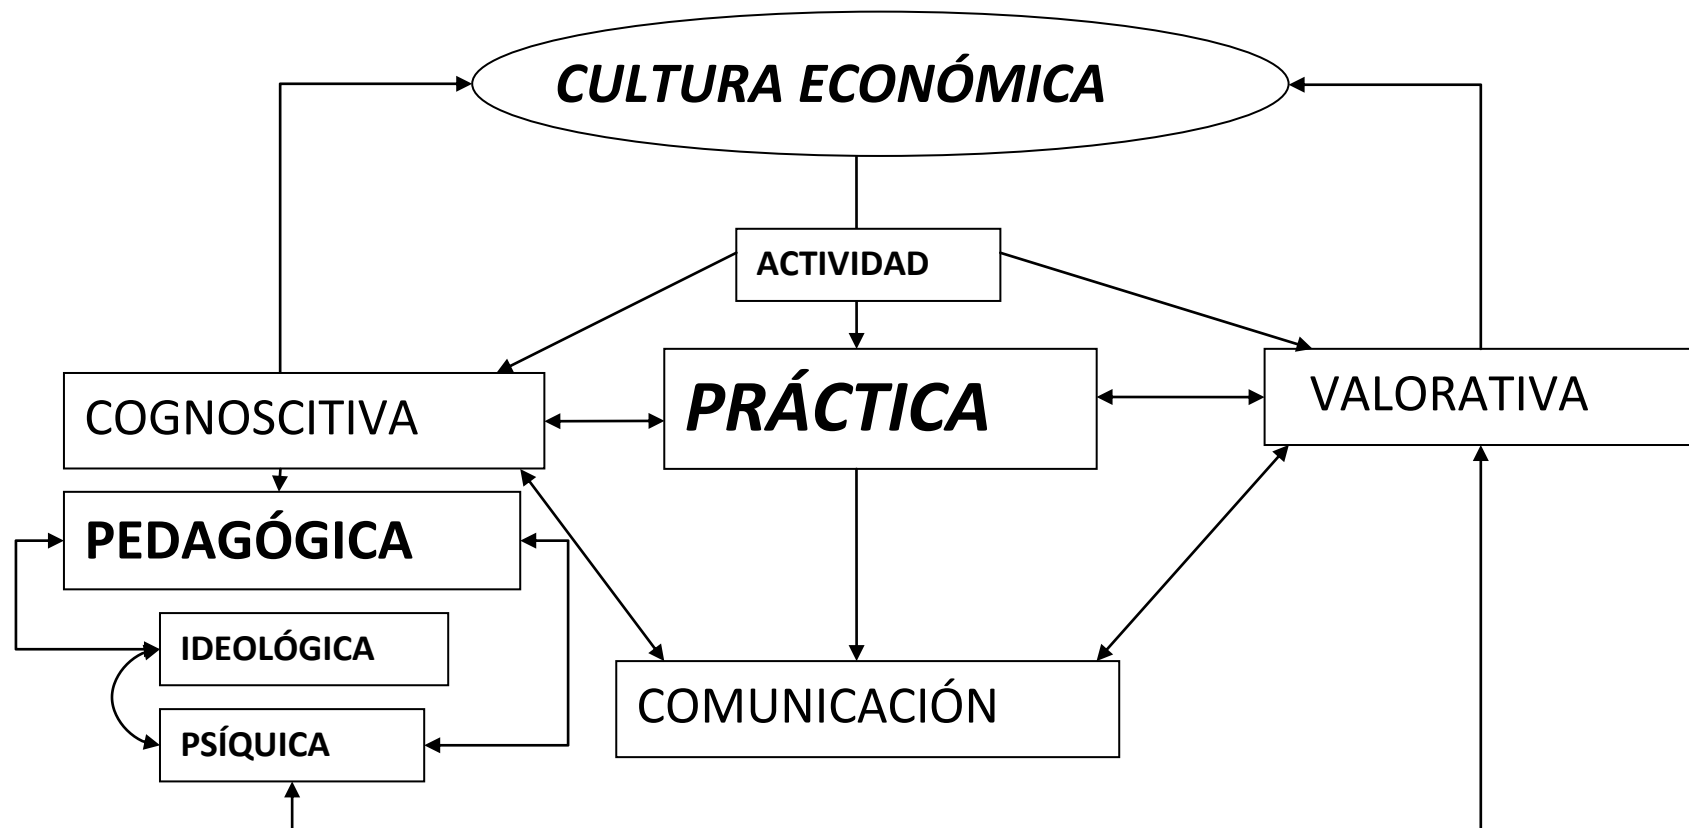 CULTURA ECONÓMICA
ACTIVIDAD
COGNOSCITIVA
PRÁCTICA
VALORATIVA
PEDAGÓGICA
IDEOLÓGICA
PSÍQUICA
COMUNICACIÓN